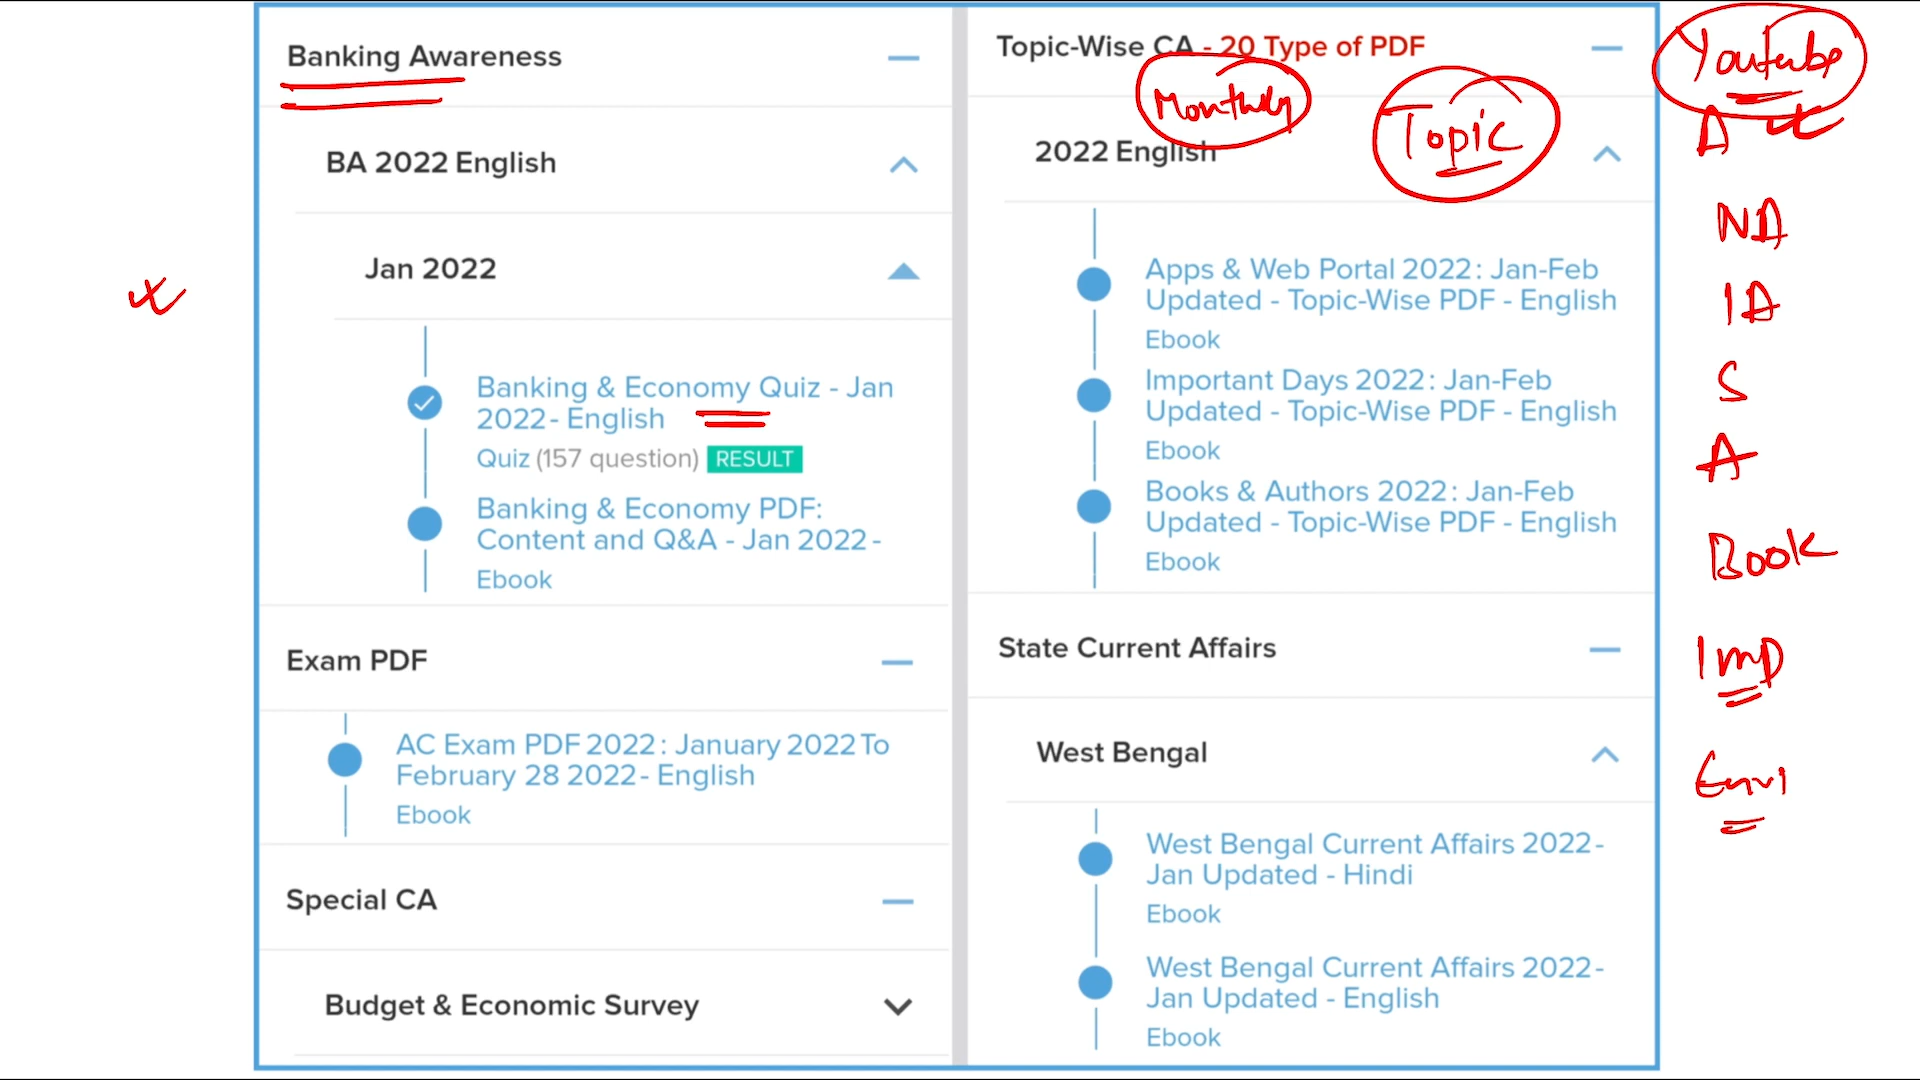 Banking Awareness
BA 2022 English
Jan 2022
Banking & Economy Quiz - Jan
2022- English
Quiz (157 question) RESULT
Banking & Economy PDF:
Content and Q&A - Jan 2022 -
Ebook
Exam PDF
AC Exam PDF 2022: January 2022 To
February 28 2022- English
Ebook
Special CA
Budget & Economic Survey
Topic-Wise CA - 20 Type of PDF
Monthly
Topic
2022 English
Apps & Web Portal 2022: Jan-Feb
Updated - Topic-Wise PDF - English
Ebook
Important Days 2022: Jan-Feb
Updated - Topic-Wise PDF - English
Ebook
Books & Authors 2022: Jan-Feb
Updated - Topic-Wise PDF - English
Ebook
State Current Affairs
West Bengal
West Bengal Current Affairs 2022-
Jan Updated - Hindi
Ebook
West Bengal Current Affairs 2022-
Jan Updated - English
Ebook
Youtube
D
ND
ID
S
A
Book
ImD
Envi